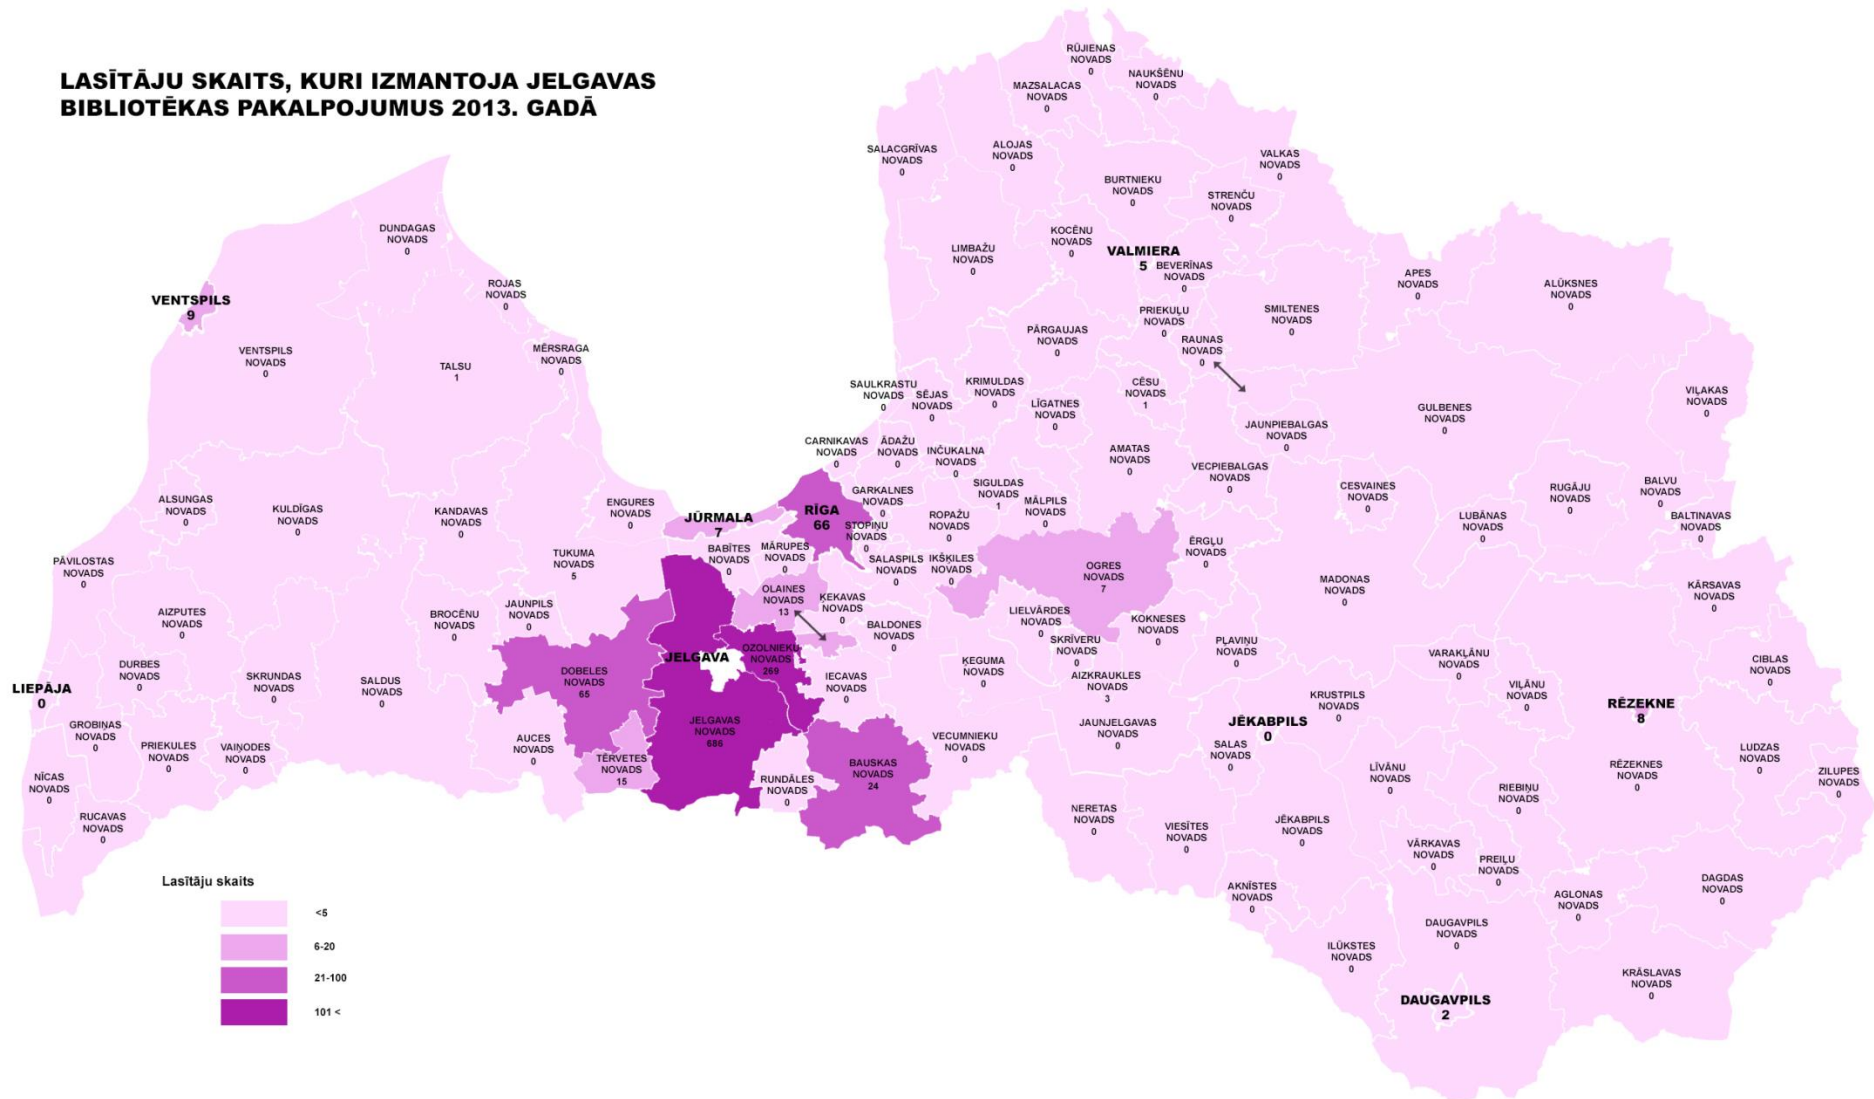 LASĪTĀJU SKAITS, KURI IZMANTOJA JELGAVAS
BIBLIOTĒKAS PAKALPOJUMUS 2013. GADĀ
RŪJIENAS
NOVADS
0
NAUKŠĒNU
NOVADS
0
MAZSALACAS
NOVADS
0
SALACGRĪVAS
NOVADS
0
ALOJAS
NOVADS
0
VALKAS
NOVADS
0
BURTNIEKU
NOVADS
0
STRENČU
NOVADS
0
DUNDAGAS
NOVADS
0
KOCĒNU
NOVADS
0
LIMBAŽU
NOVADS
0
VALMIERA
5
BEVERĪNAS
NOVADS
0
APES
NOVADS
0
ALŪKSNES
NOVADS
0
ROJAS
NOVADS
0
VENTSPILS
9
PRIEKUĻU
NOVADS
0
SMILTENES
NOVADS
0
PĀRGAUJAS
NOVADS
0
RAUNAS
NOVADS
0
VENTSPILS
NOVADS
0
MĒRSRAGA
NOVADS
0
TALSU
1
SAULKRASTU
NOVADS
0
SĒJAS
NOVADS
0
KRIMULDAS
NOVADS
0
CĒSU
NOVADS
1
LĪGATNES
NOVADS
0
VIĻAKAS
NOVADS
0
GULBENES
NOVADS
0
JAUNPIEBALGAS
NOVADS
0
CARNIKAVAS
NOVADS
0
ĀDAŽU
NOVADS
0
INČUKALNA
NOVADS
0
AMATAS
NOVADS
0
VECPIEBALGAS
NOVADS
0
SIGULDAS
NOVADS
1
MĀLPILS
NOVADS
0
CESVAINES
NOVADS
0
RUGĀJU
NOVADS
0
BALVU
NOVADS
0
ALSUNGAS
NOVADS
0
KULDĪGAS
NOVADS
0
KANDAVAS
NOVADS
0
ENGURES
NOVADS
0
JŪRMALA
7
RĪGA
66
GARKALNES
NOVADS
0
ROPAŽU
NOVADS
0
STOPIŅU
NOVADS
0
LUBĀNAS
NOVADS
0
BALTINAVAS
NOVADS
0
PĀVILOSTAS
NOVADS
0
TUKUMA
NOVADS
5
BABĪTES
NOVADS
0
MĀRUPES
NOVADS
0
SALASPILS
NOVADS
0
IKŠĶILES
NOVADS
0
OGRES
NOVADS
7
ĒRGĻU
NOVADS
0
MADONAS
NOVADS
0
KĀRSAVAS
NOVADS
0
AIZPUTES
NOVADS
0
BROCĒNU
NOVADS
0
JAUNPILS
NOVADS
0
OLAINES
NOVADS
13
ĶEKAVAS
NOVADS
0
BALDONES
NOVADS
0
LIELVĀRDES
NOVADS
0
KOKNESES
NOVADS
0
SKRĪVERU
NOVADS
0
PĻAVIŅU
NOVADS
0
VARAKĻĀNU
NOVADS
0
CIBLAS
NOVADS
0
LIEPĀJA
0
DURBES
NOVADS
0
SKRUNDAS
NOVADS
0
SALDUS
NOVADS
0
DOBELES
NOVADS
65
JELGAVA
OZOLNIEKU
NOVADS
269
IECAVAS
NOVADS
0
ĶEGUMA
NOVADS
0
AIZKRAUKLES
NOVADS
3
KRUSTPILS
NOVADS
0
VIĻĀNU
NOVADS
0
RĒZEKNE
8
GROBIŅAS
NOVADS
0
PRIEKULES
NOVADS
0
VAIŅODES
NOVADS
0
AUCES
NOVADS
0
TĒRVETES
NOVADS
15
JELGAVAS
NOVADS
686
RUNDĀLES
NOVADS
0
BAUSKAS
NOVADS
24
VECUMNIEKU
NOVADS
0
JAUNJELGAVAS
NOVADS
0
JĒKABPILS
0
SALAS
NOVADS
0
LĪVĀNU
NOVADS
0
RIEBIŅU
NOVADS
0
RĒZEKNES
NOVADS
0
LUDZAS
NOVADS
0
ZILUPES
NOVADS
0
NĪCAS
NOVADS
0
RUCAVAS
NOVADS
0
NERETAS
NOVADS
0
VIESĪTES
NOVADS
0
JĒKABPILS
NOVADS
0
VĀRKAVAS
NOVADS
0
PREIĻU
NOVADS
0
AKNĪSTES
NOVADS
0
AGLONAS
NOVADS
0
DAGDAS
NOVADS
0
DAUGAVPILS
NOVADS
0
ILŪKSTES
NOVADS
0
KRĀSLAVAS
NOVADS
0
DAUGAVPILS
2
Lasītāju skaits
<5
6-20
21-100
101 <